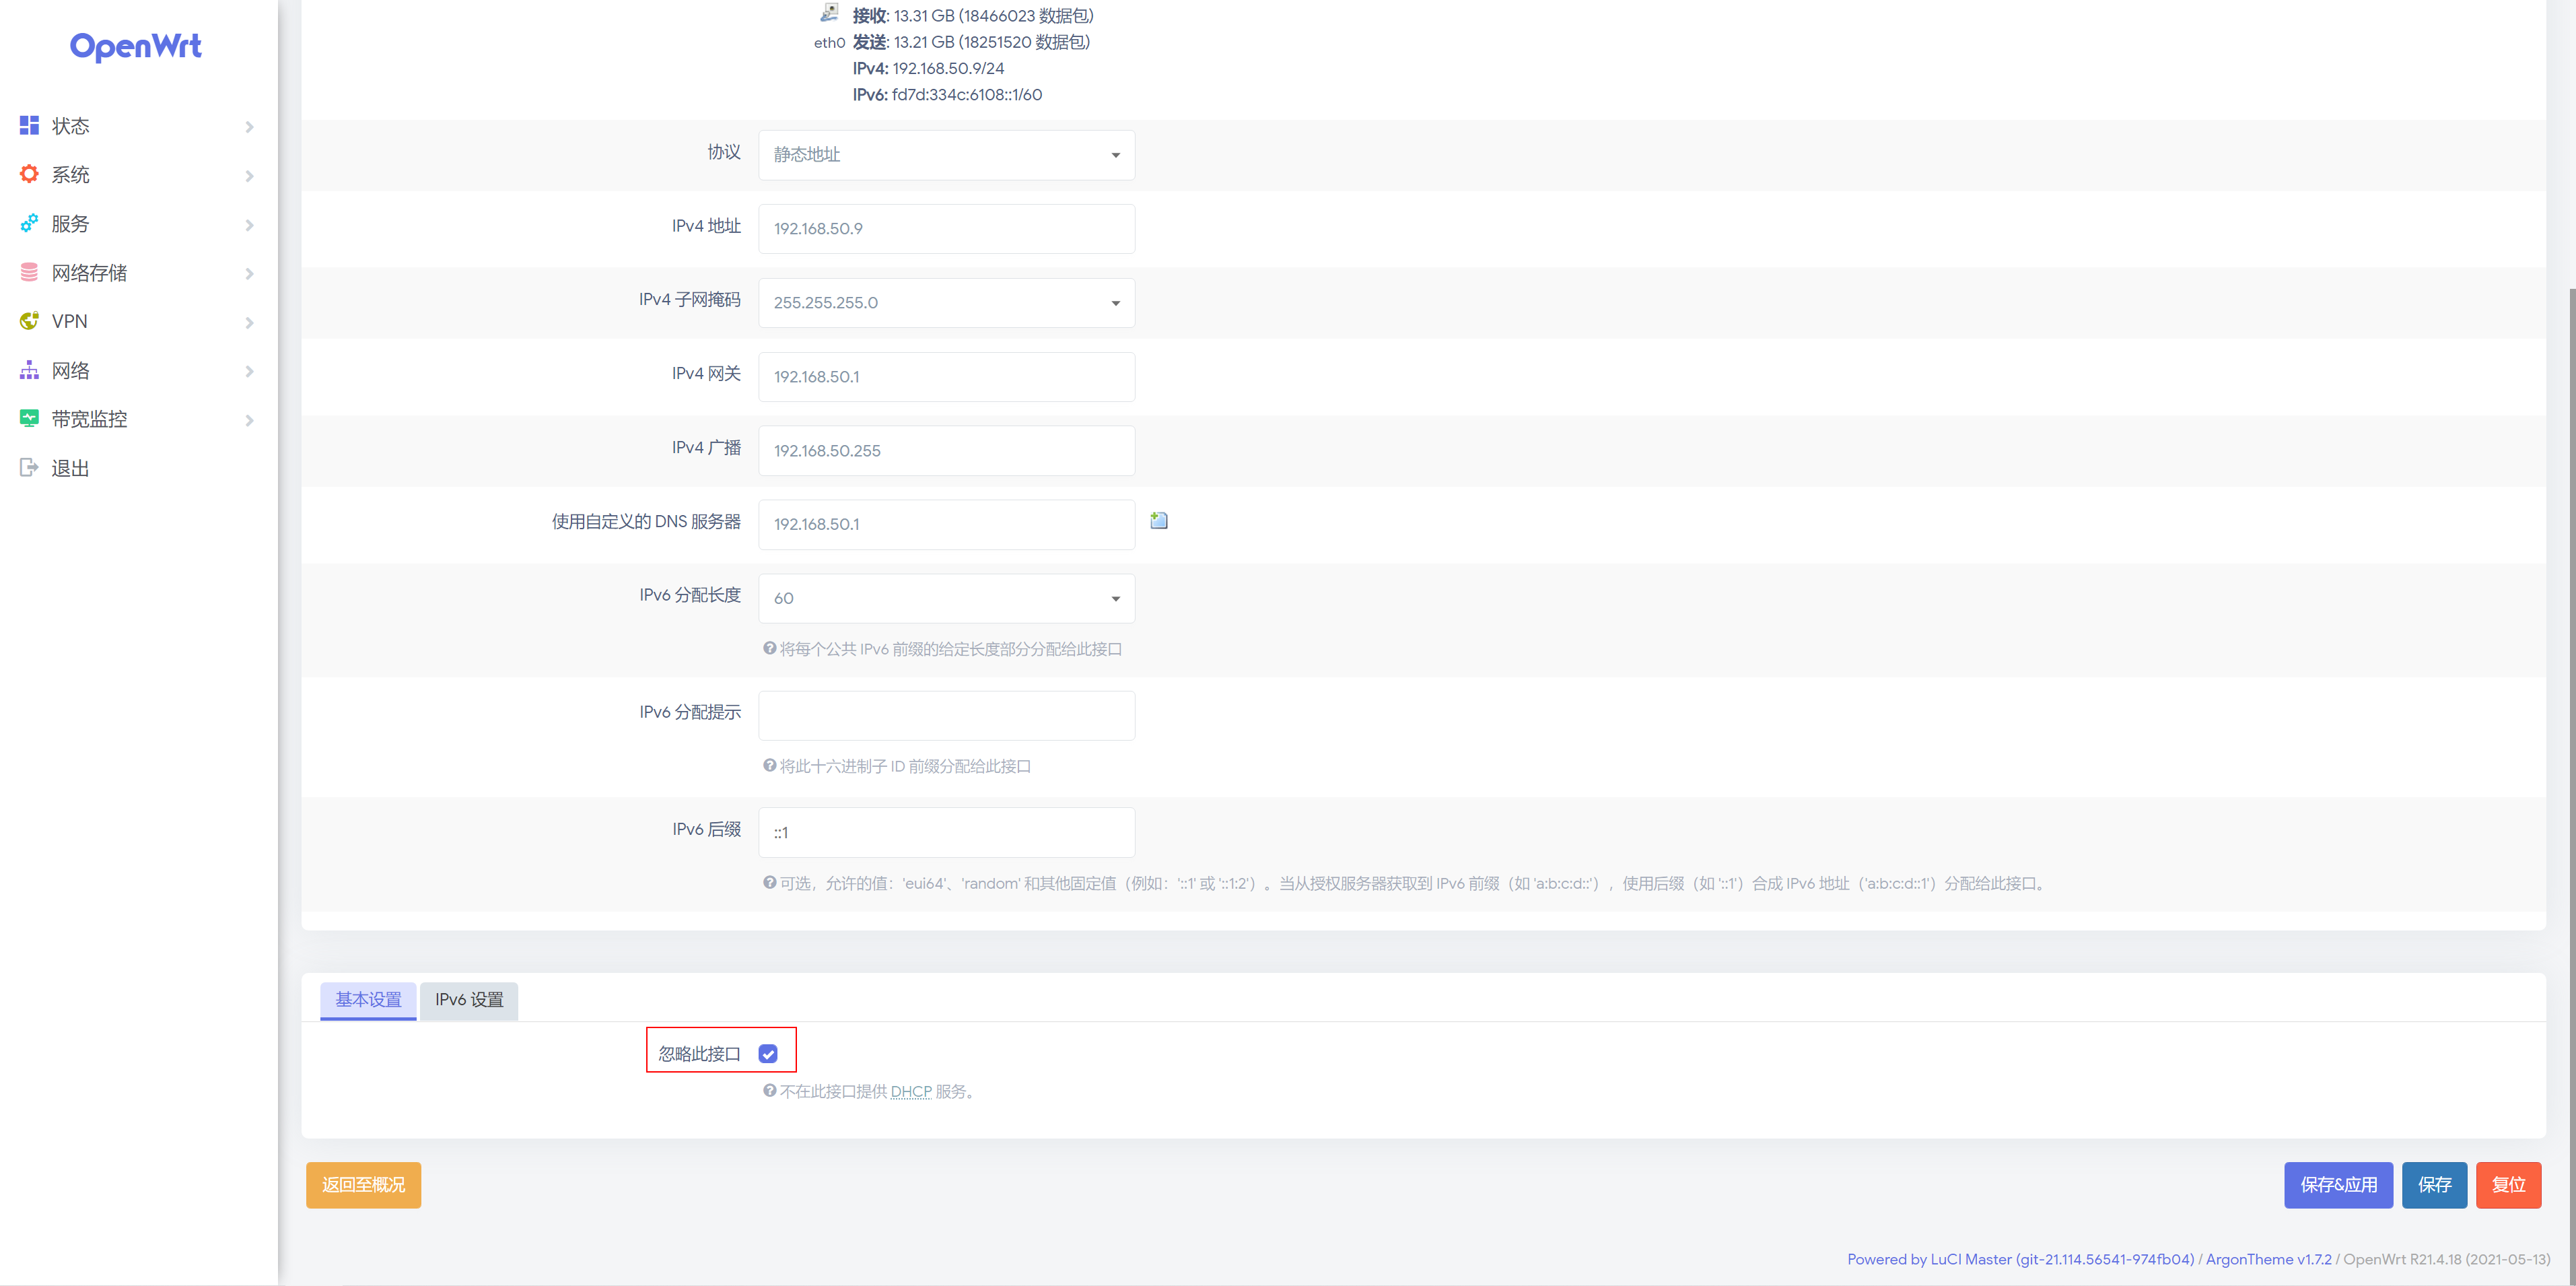 OpenWrt
状态
系统
服务
网络存储
VPN
网络
带宽监控
退出
接收: 13.31 GB (18466023 数据包)
eth0 发送: 13.21 GB (18251520 数据包)
IPv4: 192.168.50.9/24
IPv6: fd7d:334c:6108::1/60
协议 静态地址
IPv4 地址 192.168.50.9
IPv4 子网掩码 255.255.255.0
IPv4 网关 192.168.50.1
IPv4 广播 192.168.50.255
使用自定义的 DNS 服务器 192.168.50.1
IPv6 分配长度 60
将每个公共 IPv6 前缀的给定长度部分分配给此接口
IPv6 分配提示
将此十六进制子 ID 前缀分配给此接口
IPv6 后缀 ::1
可选，允许的值：'eui64'、'random' 和其他固定值（例如：'::1' 或 '::1:2'）。当从授权服务器获取到 IPv6 前缀（如 'a:b:c:d::'），使用后缀（如 '::1'）合成 IPv6 地址（'a:b:c:d::1'）分配给此接口。
基本设置 IPv6 设置
忽略此接口
不在此接口提供 DHCP 服务。
返回至概况 保存&应用 保存 复位
Powered by LuCI Master (git-21.114.56541-974fb04) / ArgonTheme v1.7.2 / OpenWrt R21.4.18 (2021-05-13)